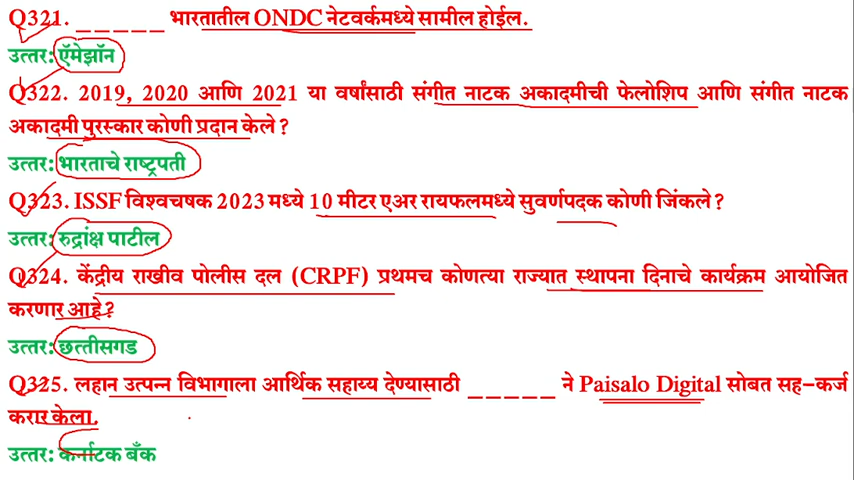 Q321. _ _ _ _ _ भारतातील ONDC नेटवर्कमध्ये सामील होईल.
उत्तर: ऍमेझॉन
Q322. 2019, 2020 आणि 2021 या वर्षांसाठी संगीत नाटक अकादमीची फेलोशिप आणि संगीत नाटक
अकादमी पुरस्कार कोणी प्रदान केले ?
उत्तर: भारताचे राष्ट्रपती
Q323. ISSF विश्वचषक 2023 मध्ये 10 मीटर एअर रायफलमध्ये सुवर्णपदक कोणी जिंकले ?
उत्तर: रुद्रांक्ष पाटील
Q324. केंद्रीय राखीव पोलीस दल (CRPF) प्रथमच कोणत्या राज्यात स्थापना दिनाचे कार्यक्रम आयोजित
करणार आहे ?
उत्तर: छत्तीसगड
Q325. लहान उत्पन्न विभागाला आर्थिक सहाय्य देण्यासाठी _ _ _ _ _ ने Paisalo Digital सोबत सह-कर्ज
करार केला.
उत्तर: कर्नाटक बँक